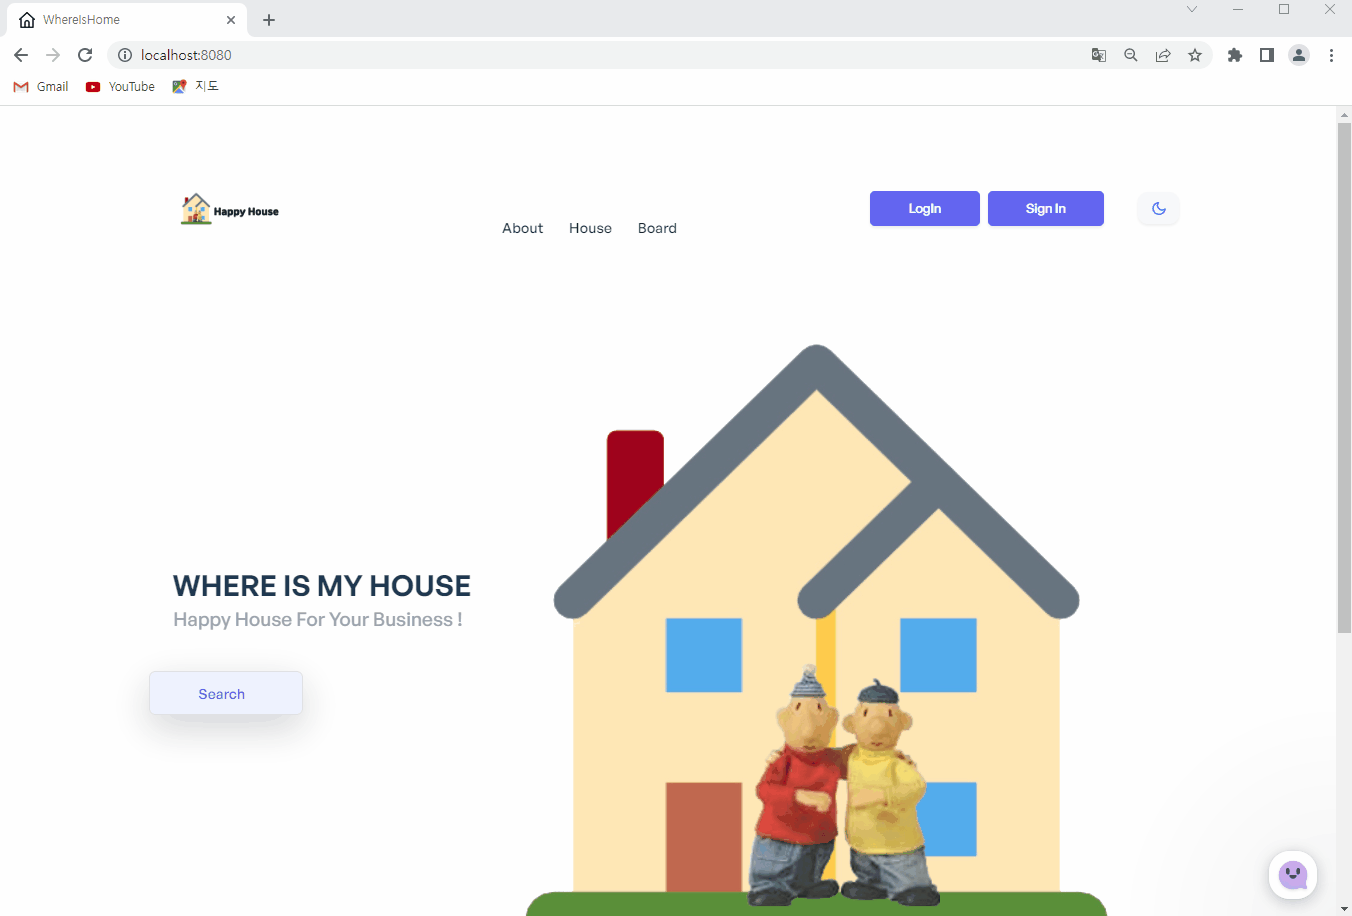 WhereIsHome
localhost:8080
Gmail
YouTube
지도
Happy House
About
House
Board
LogIn
Sign In
WHERE IS MY HOUSE
Happy House For Your Business !
Search